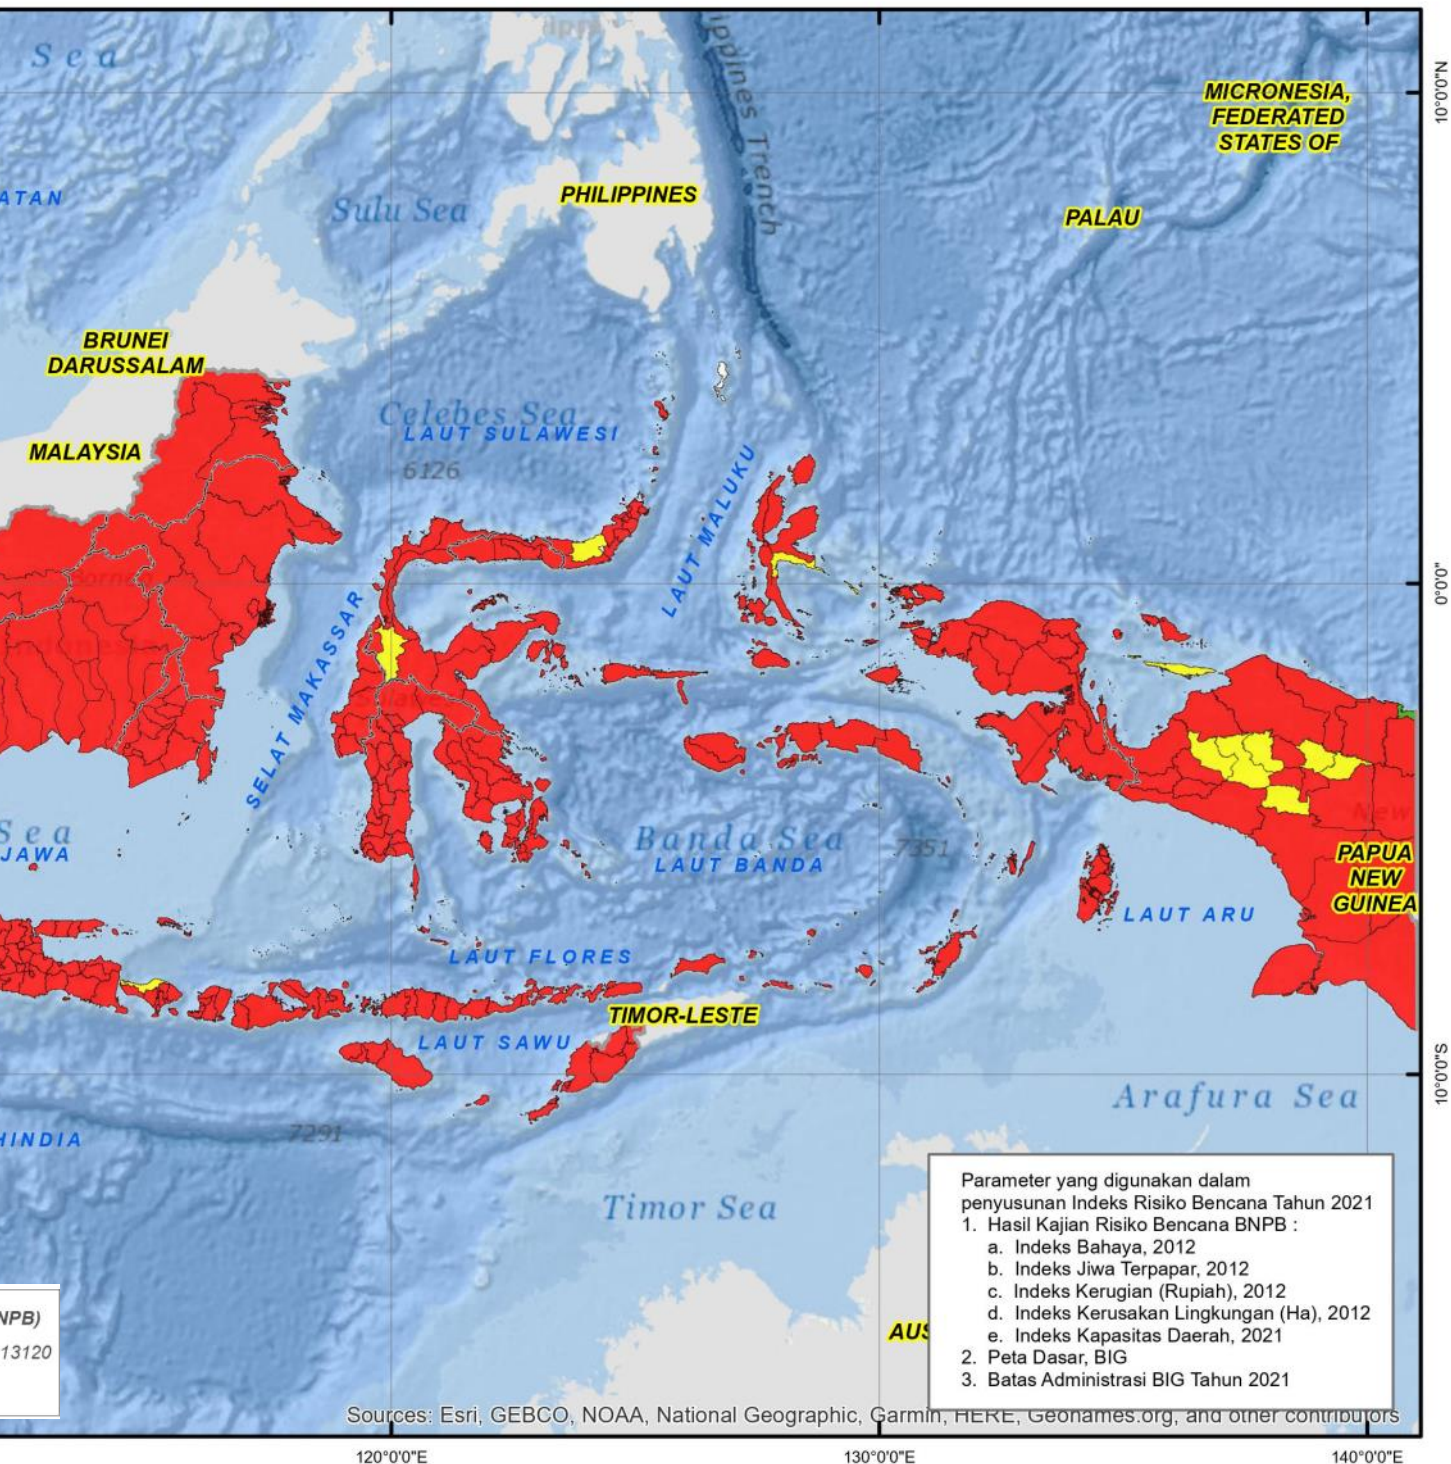 Sea
ippines Trench
MICRONESIA,
FEDERATED
STATES OF
10°0'0"N
ATAN
Sulu Sea
PHILIPPINES
PALAU
BRUNEI
DARUSSALAM
Celebes Sea
LAUT SULAWESI
MALAYSIA
6126
LAUT MALUKU
Borneo
0°0'0"
Indonesia
SELAT MAKASSAR
Sea
JAWA
Banda Sea
LAUT BANDA
7351
New
PAPUA
NEW
GUINEA
LAUT ARU
LAUT FLORES
TIMOR-LESTE
LAUT SAWU
10°0'0"S
Arafura Sea
HINDIA
7291
Timor Sea
Parameter yang digunakan dalam
penyusunan Indeks Risiko Bencana Tahun 2021
1. Hasil Kajian Risiko Bencana BNPB :
a. Indeks Bahaya, 2012
b. Indeks Jiwa Terpapar, 2012
c. Indeks Kerugian (Rupiah), 2012
d. Indeks Kerusakan Lingkungan (Ha), 2012
e. Indeks Kapasitas Daerah, 2021
2. Peta Dasar, BIG
3. Batas Administrasi BIG Tahun 2021
NPB)
13120
AUS
Sources: Esri, GEBCO, NOAA, National Geographic, Garmin, HERE, Geonames.org, and other contributors
120°0'0"E
130°0'0"E
140°0'0"E